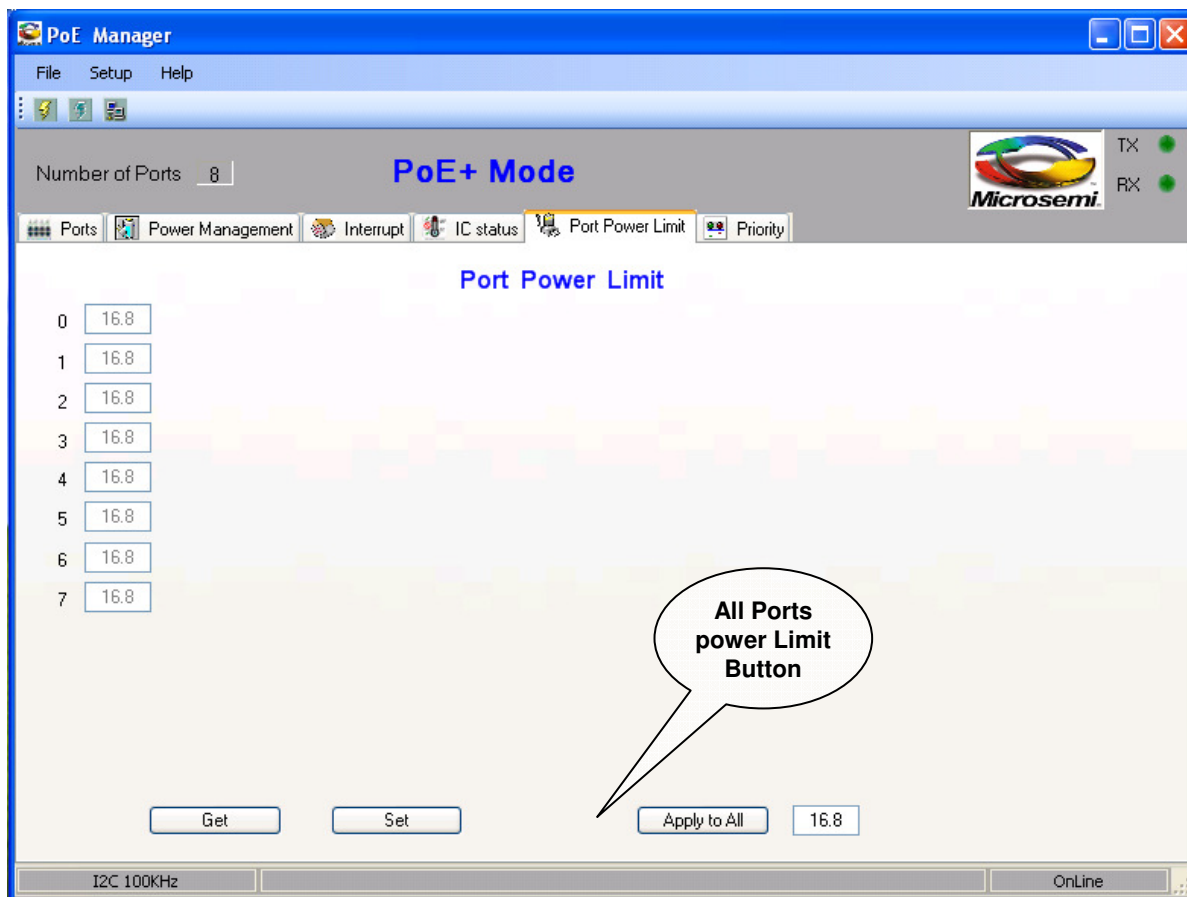 PoE Manager
File Setup Help
Number of Ports 8
PoE+ Mode
Microsemi.
TX
RX
Ports Power Management Interrupt IC status Port Power Limit Priority
Port Power Limit
0 16.8
1 16.8
2 16.8
3 16.8
4 16.8
5 16.8
6 16.8
7 16.8
All Ports
power Limit
Button
Get Set Apply to All 16.8
I2C 100KHz OnLine